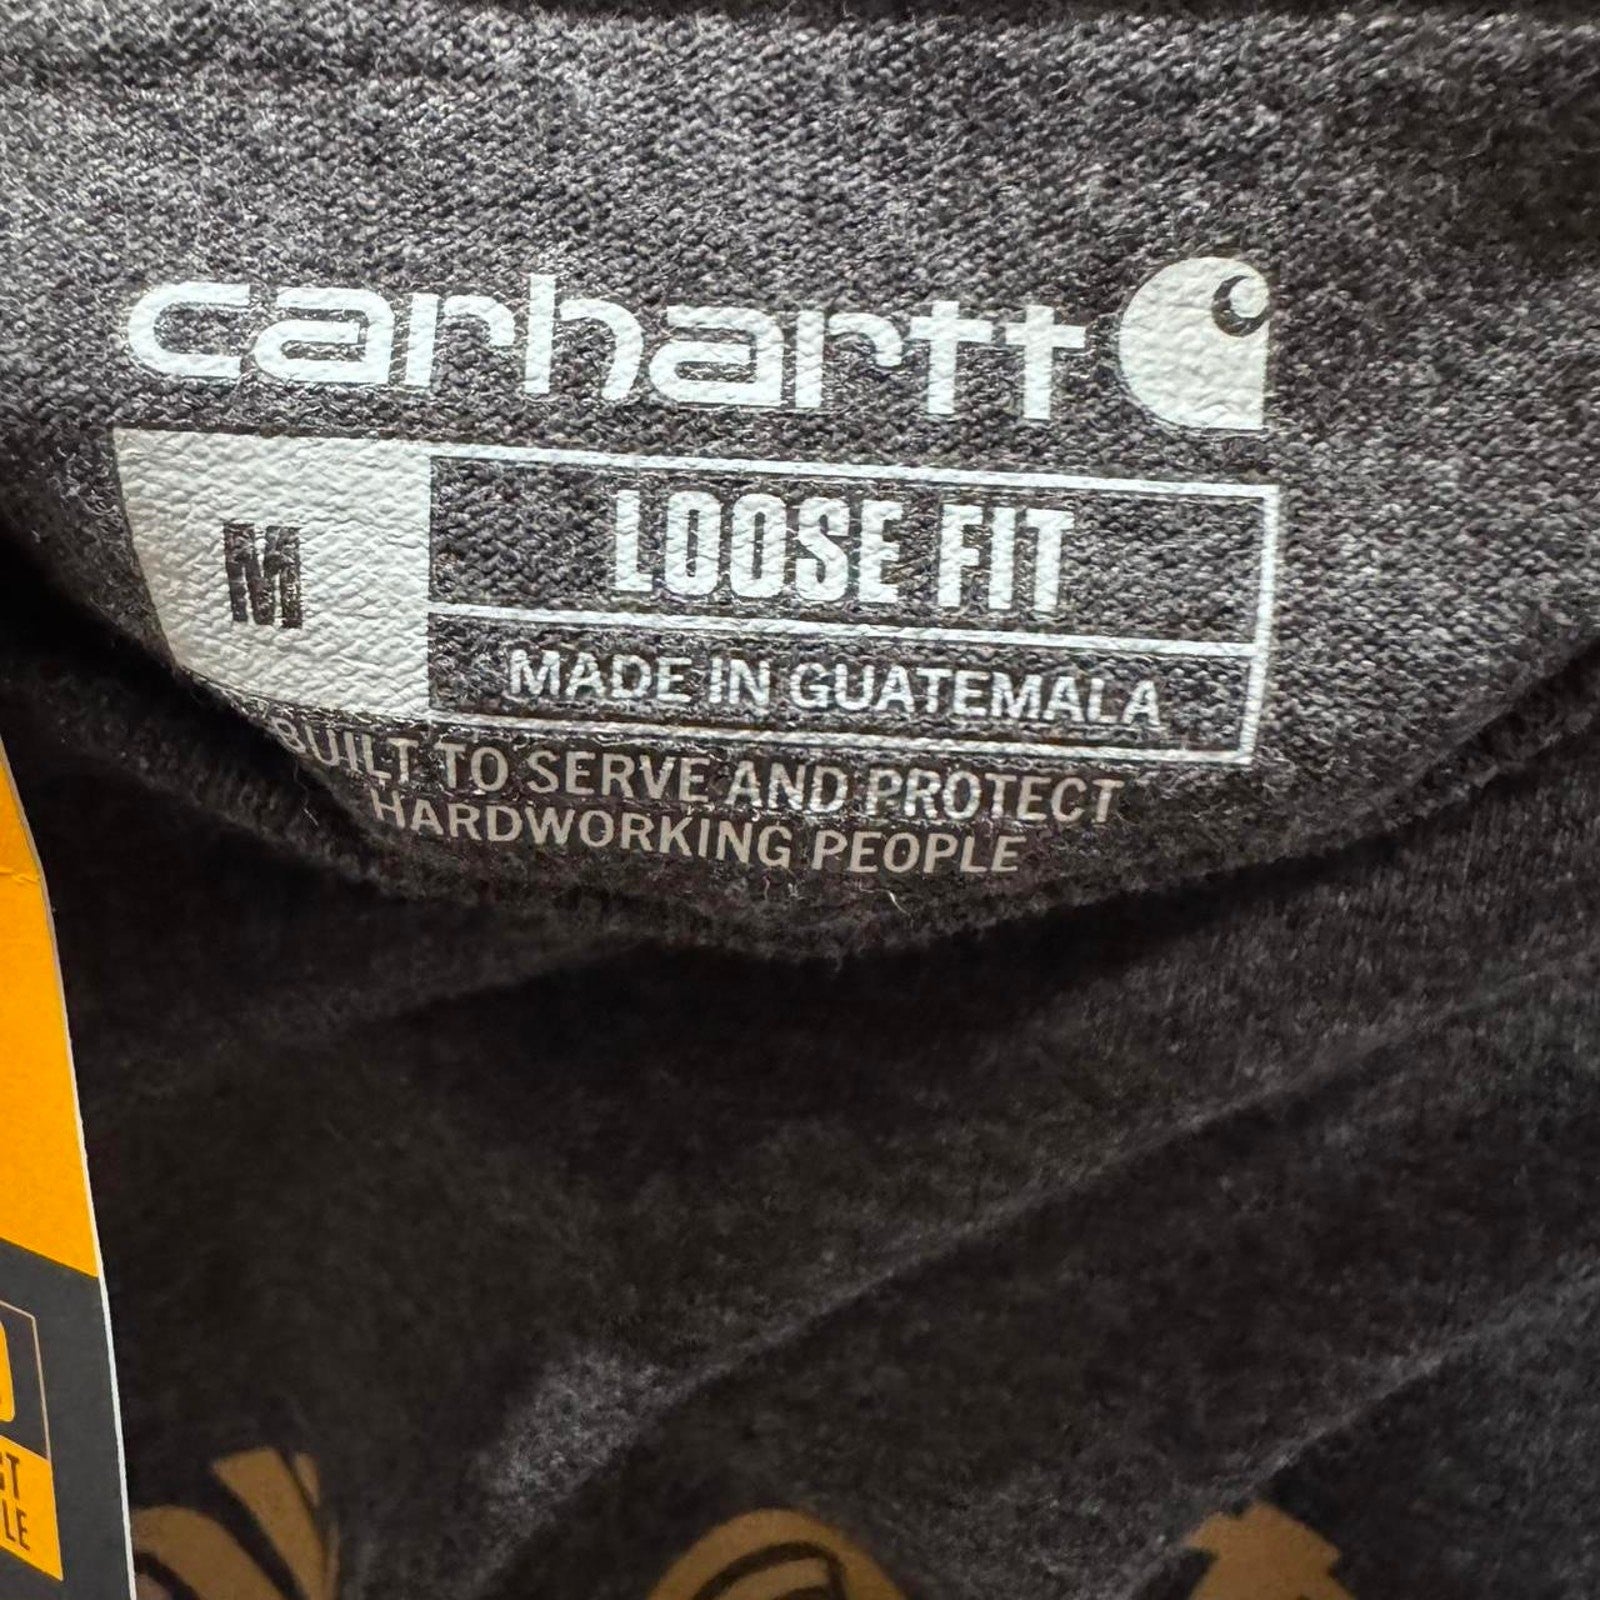 carhartt
M
LOOSE FIT
MADE IN GUATEMALA
BUILT TO SERVE AND PROTECT
HARDWORKING PEOPLE